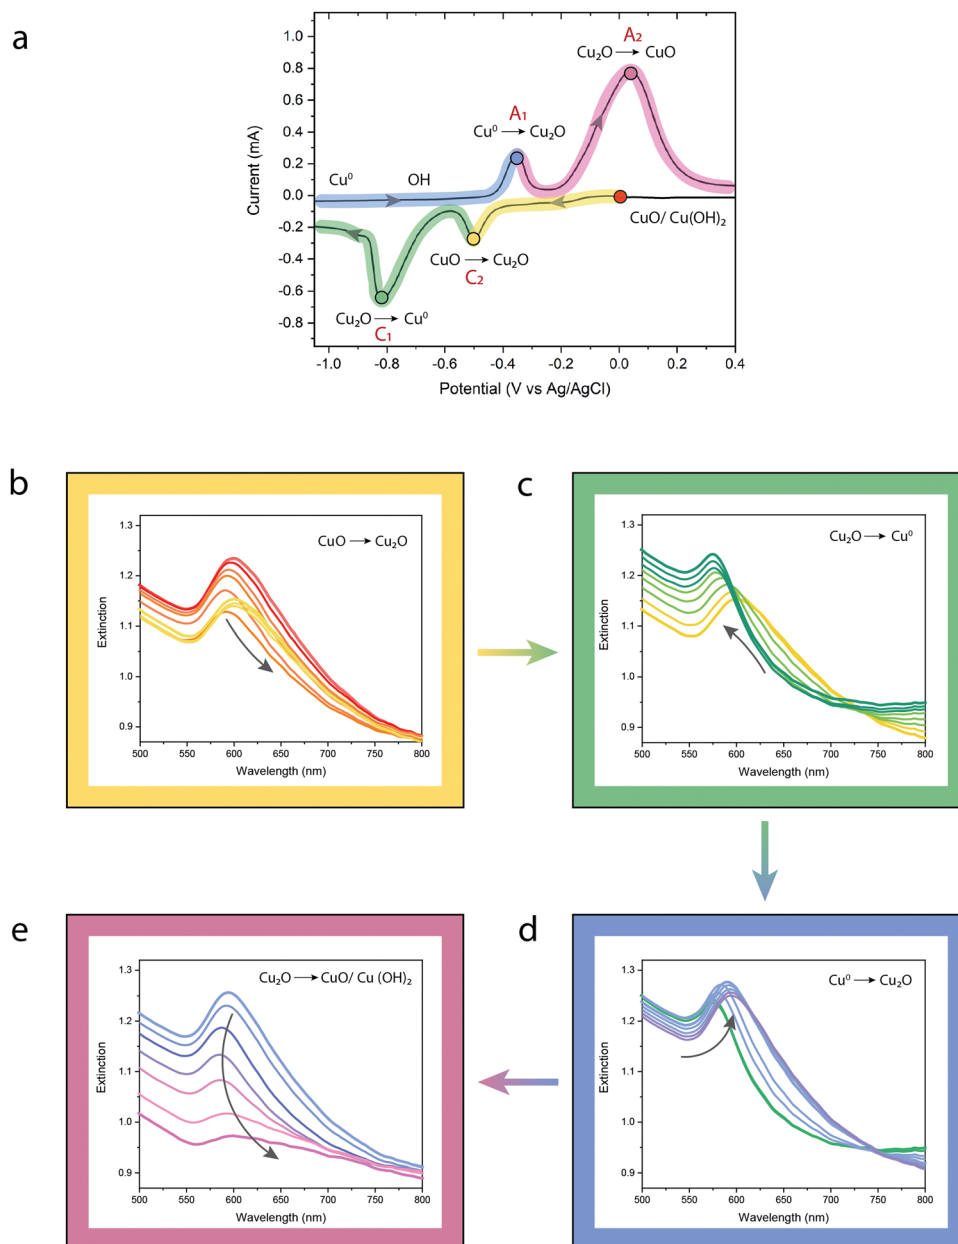 a
1.0
0.8
0.6
0.4
0.2
0.0
-0.2
-0.4
-0.6
-0.8
Current (mA)
A₂
Cu₂O → CuO
A₁
Cu⁰ → Cu₂O
Cu⁰
OH
CuO/ Cu(OH)₂
CuO → Cu₂O
C₂
Cu₂O → Cu⁰
C₁
-1.0 -0.8 -0.6 -0.4 -0.2 0.0 0.2 0.4
Potential (V vs Ag/AgCl)
b
CuO → Cu₂O
1.3
1.2
1.1
1.0
0.9
Extinction
500 550 600 650 700 750 800
Wavelength (nm)
c
Cu₂O → Cu⁰
1.3
1.2
1.1
1.0
0.9
Extinction
500 550 600 650 700 750 800
Wavelength (nm)
e
Cu₂O → CuO/ Cu (OH)₂
1.3
1.2
1.1
1.0
0.9
Extinction
500 550 600 650 700 750 800
Wavelength (nm)
d
Cu⁰ → Cu₂O
1.3
1.2
1.1
1.0
0.9
Extinction
500 550 600 650 700 750 800
Wavelength (nm)